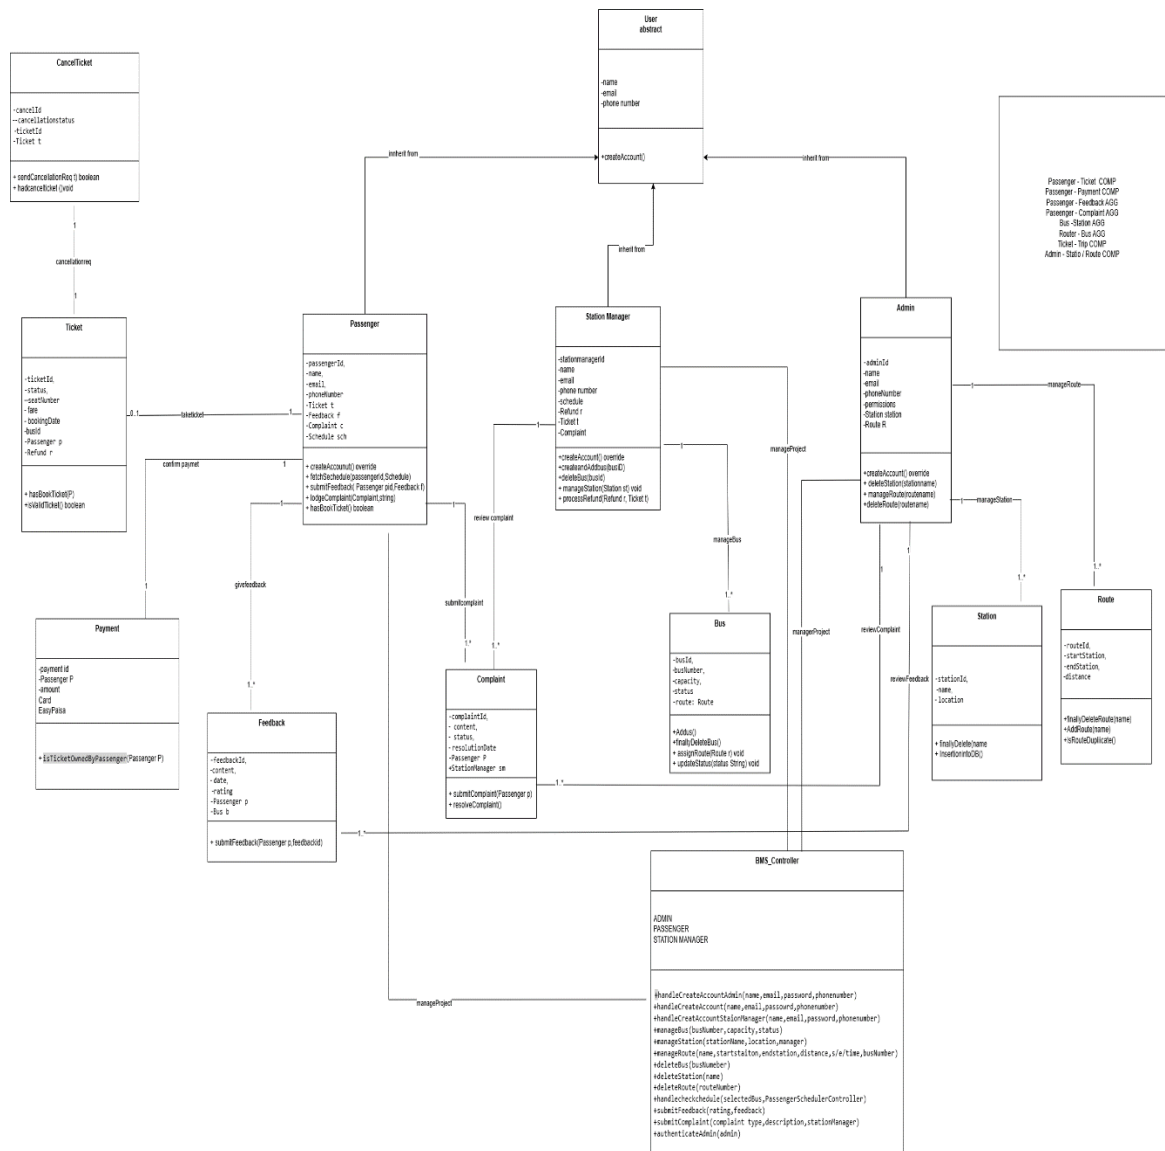 User
abstract
-name
-email
-phone number
+createAccount()
CancelTicket
-cancelId
--cancellationstatus
-ticketId
-Ticket t
+ sendCancellationReq t) boolean
+ hadcancelticket ()void
Passenger - Ticket COMP
Passenger - Payment COMP
Passenger - Feedback AGG
Paseenger - Complaint AGG
Bus -Station AGG
Router - Bus AGG
Ticket - Trip COMP
Admin - Statio / Route COMP
innherit from
inherit from
inherit from
1
cancellationreq
1
Ticket
-ticketId,
-status,
--seatNumber
- fare
- bookingDate
-busId
-Passenger p
-Refund r
+ hasBookTicket(P)
+isValidTicket() boolean
0..1
taketicket
1
Passenger
-passengerId,
-name,
-email,
-phoneNumber
-Ticket t
-Feedback f
-Complaint c
-Schedule sch
+ createAccounut() override
+ fetchSechedule(passengerid,Schedule)
+ submitFeedback( Passenger pid,Feedback f)
+ lodgeComplaint(Complaint,string)
+ hasBookTicket() boolean
Station Manager
-stationmanagerId
-name
-email
-phone number
-schedule
-Refund r
-Ticket t
-Complaint
+createAccount() override
+createandAddbus(busID)
+deleteBus(busid)
+ manageStation(Station st) void
+processRefund(Refund r, Ticket t)
Admin
-adminId
-name
-email
-phoneNumber
-permissions
-Station station
-Route R
+createAccount() override
+ deleteStation(stationname)
+ manageRoute(routename)
+deleteRoute(routename)
1
manageRoute
1..*
1
manageStation
1..*
confirm paymet
1
1
givefeedback
1..*
1
submitcomplaint
1..*
1
review complaint
1..*
1
manageBus
1..*
manageProject
managerProject
1
reviewComplaint
1..*
1
reviewFeedback
1..*
Payment
-payment id
-Passenger P
-amount
Card
EasyPaisa
+ isTicketOwnedByPassenger(Passenger P)
Feedback
-feedbackId,
-content,
- date,
- rating
-Passenger p
- Bus b
+ submitFeedback(Passenger p,feedbackid)
Complaint
-complaintId,
- content,
- status,
- resolutionDate
-Passenger P
+StationManager sm
+ submitComplaint(Passenger p)
+ resolveComplaint()
Bus
-busId,
-busNumber,
-capacity,
-status
-route: Route
+Addus()
+finallyDeleteBus()
+ assignRoute(Route r) void
+ updateStatus(status String) void
Station
-stationId,
-name,
- location
+ finallyDelete(name
+ InsertionintoDB()
Route
-routeId,
-startStation,
-endStation,
-distance
+finallyDeleteRoute(name)
+AddRoute(name)
+isRouteDuplicate()
manageProject
BMS_Controller
ADMIN
PASSENGER
STATION MANAGER
+handleCreateAccountAdmin(name,email,password,phonenumber)
+handleCreateAccount(name,email,passowrd,phonenumber)
+handleCreatAccountStaionManager(name,email,password,phonenumber)
+manageBus(busNumber,capacity,status)
+manageStation(stationName,location,manager)
+manageRoute(name,startstaiton,endstation,distance,s/e/time,busNumber)
+deleteBus(busNumeber)
+deleteStation(name)
+deleteRoute(routeNumber)
+handlecheckchedule(selectedBus,PassengerSchedulerController)
+submitFeedback(rating,feedback)
+submitComplaint(complaint type,description,stationManager)
+authenticateAdmin(admin)